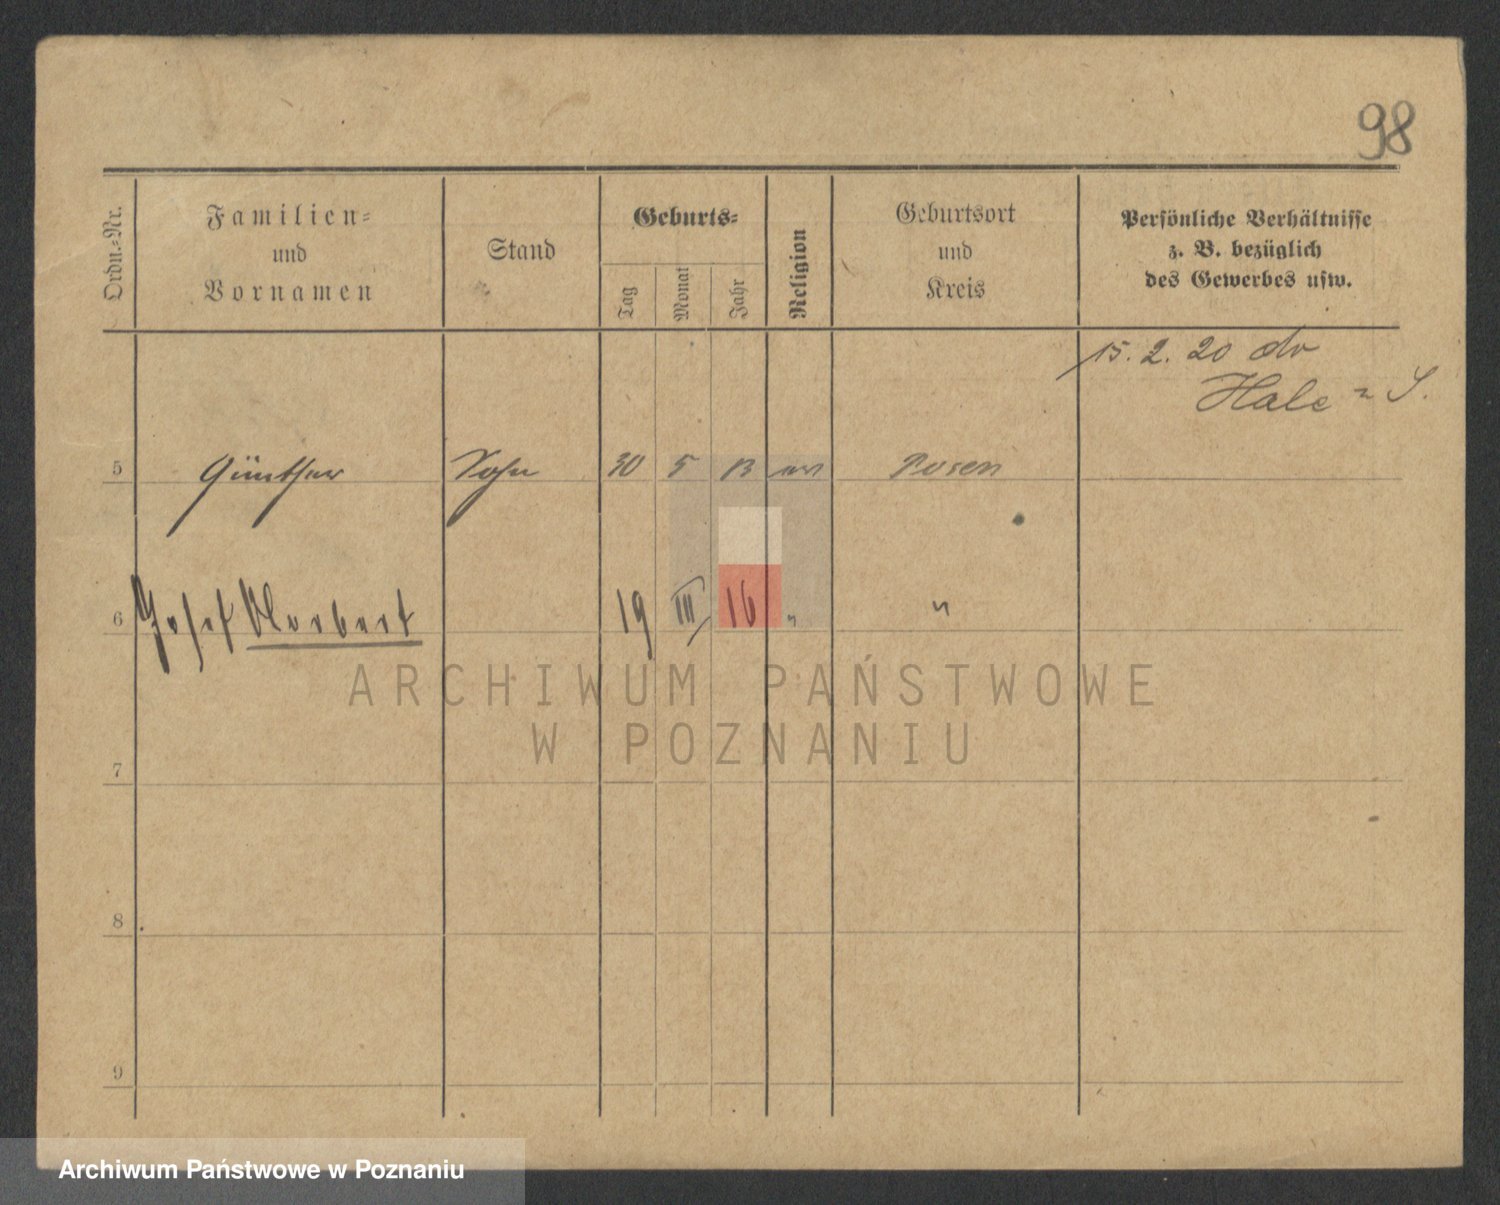 98
Ordn.-Nr.
Familien-
und
Vornamen
Stand
Geburts-
Tag
Monat
Jahr
Religion
Geburtsort
und
Kreis
Persönliche Verhältnisse
z. B. bezüglich
des Gewerbes usw.
15. 2. 20
Hale
5 Günther Sohn 30 5 13 Posen
6 Josef Norbert 19 III 16 " "
7
8
9
ARCHIWUM PAŃSTWOWE
W POZNANIU
Archiwum Państwowe w Poznaniu